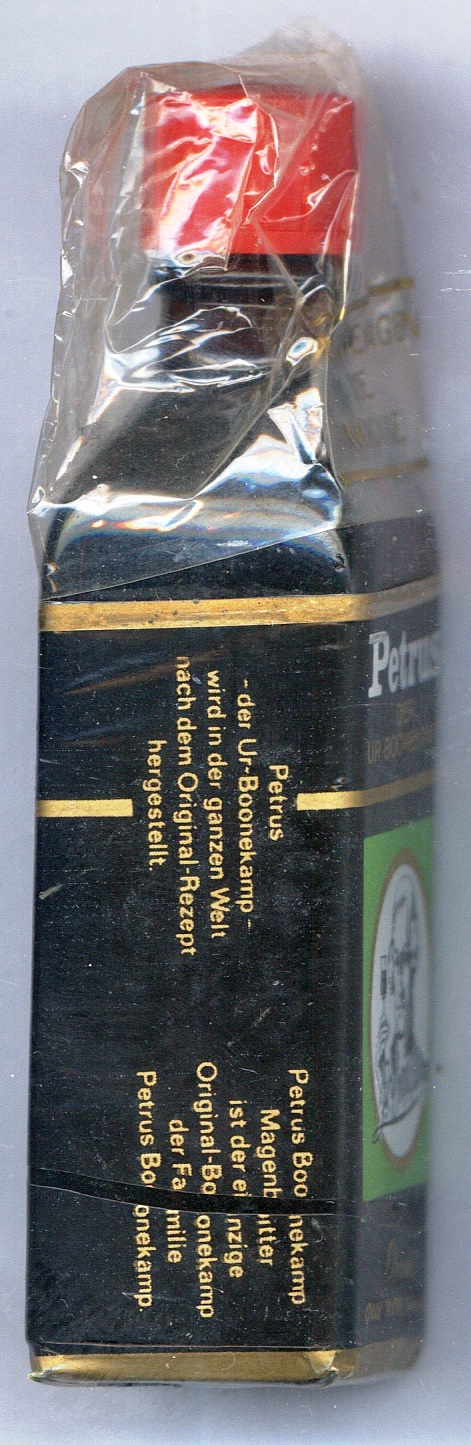 Petrus
- der Ur-Boonekamp -
wird in der ganzen Welt
nach dem Original-Rezept
hergestellt.
Petrus Boonekamp
Magenbitter
ist der einzige
Original-Boonekamp
der Familie
Petrus Boonekamp.
Petrus